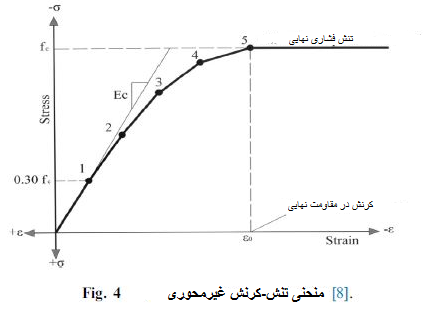 -σ
fc
5
تنش فشاری نهایی
4
Ec
3
Stress
2
1
0.30 fc
کرنش در مقاومت نهایی
+ε
ε₀
-ε
Strain
+σ
Fig. 4 منحنی تنش-کرنش غیرمحوری [8].